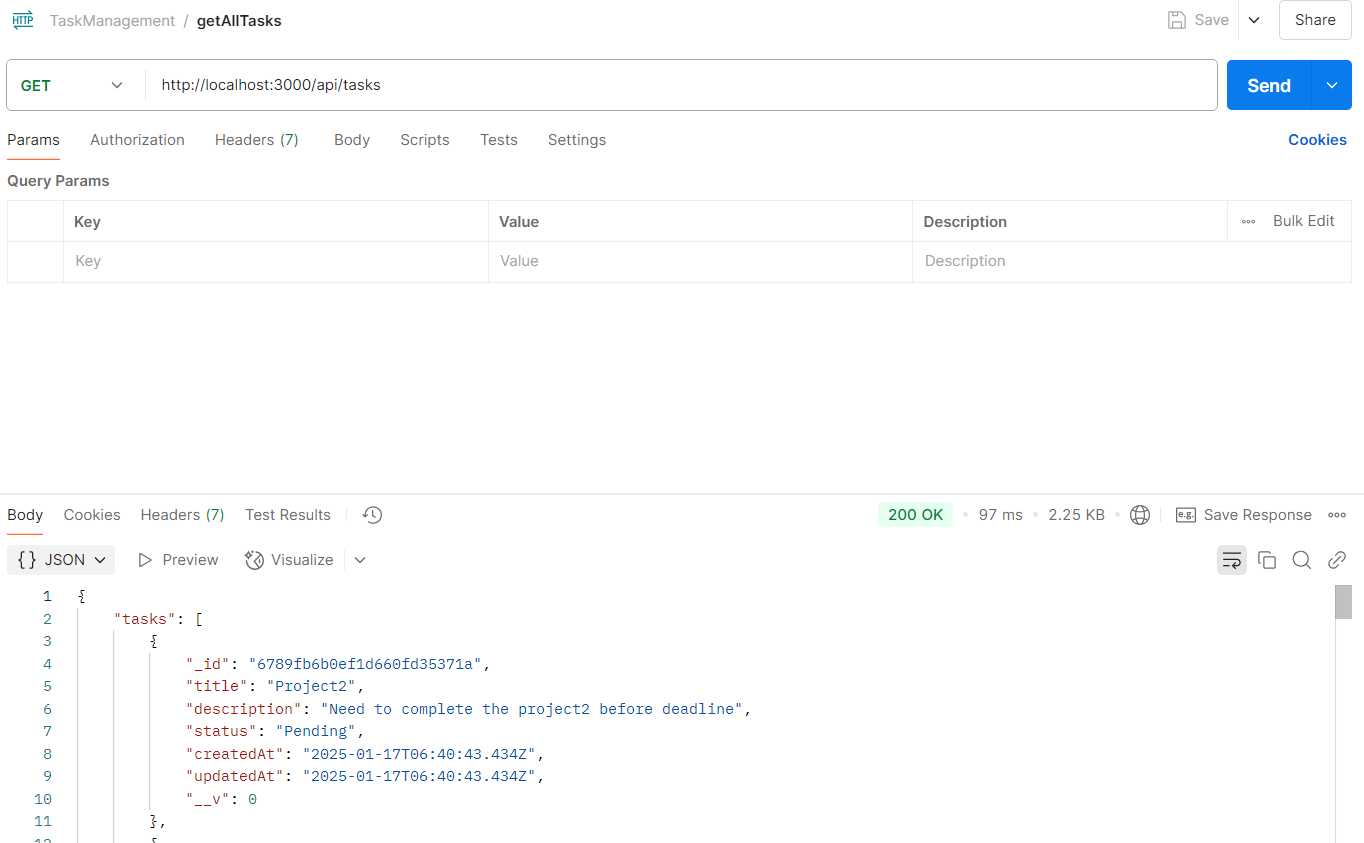 HTTP TaskManagement / getAllTasks Save Share
GET http://localhost:3000/api/tasks Send
Params Authorization Headers (7) Body Scripts Tests Settings Cookies
Query Params
Key Value Description Bulk Edit
Key Value Description
Body Cookies Headers (7) Test Results 200 OK 97 ms 2.25 KB e.g. Save Response
{} JSON Preview Visualize
1 {
2 "tasks": [
3 {
4 "_id": "6789fb6b0ef1d660fd35371a",
5 "title": "Project2",
6 "description": "Need to complete the project2 before deadline",
7 "status": "Pending",
8 "createdAt": "2025-01-17T06:40:43.434Z",
9 "updatedAt": "2025-01-17T06:40:43.434Z",
10 "__v": 0
11 },
12 {